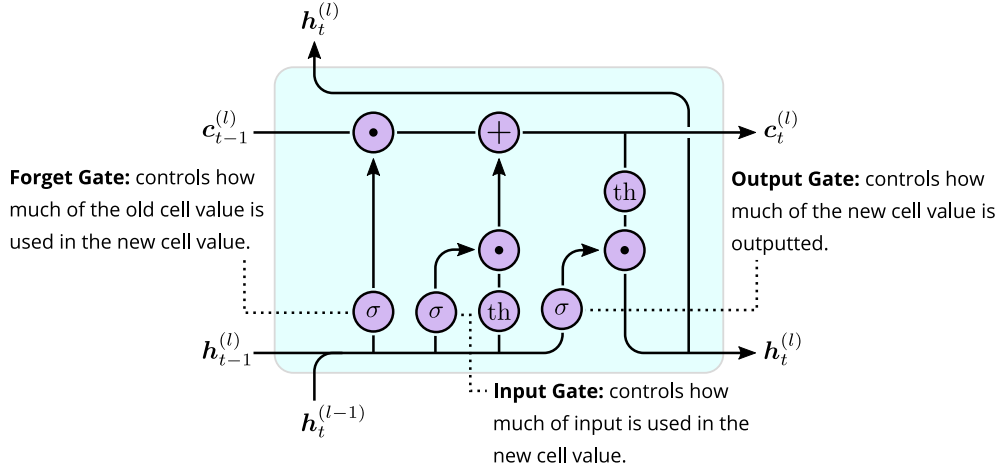 h_t^{(l)}
c_{t-1}^{(l)}
+
c_t^{(l)}
Forget Gate: controls how
much of the old cell value is
used in the new cell value.
th
Output Gate: controls how
much of the new cell value is
outputted.
σ
σ
th
σ
h_{t-1}^{(l)}
h_t^{(l)}
h_t^{(l-1)}
Input Gate: controls how
much of input is used in the
new cell value.